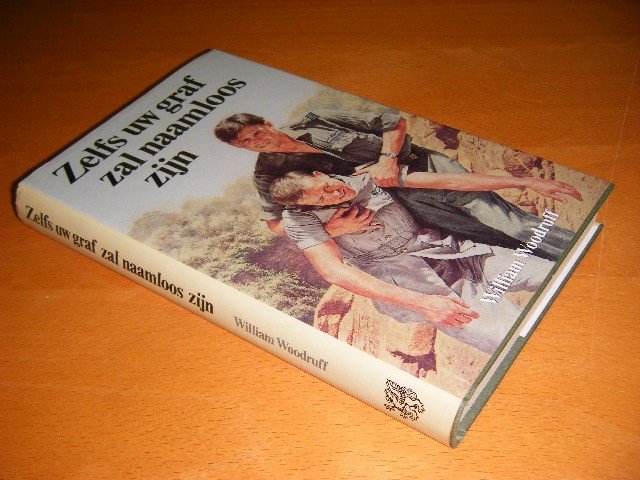 Zelfs uw graf
zal naamloos
zijn
William Woodruff
Zelfs uw graf zal naamloos zijn
William Woodruff